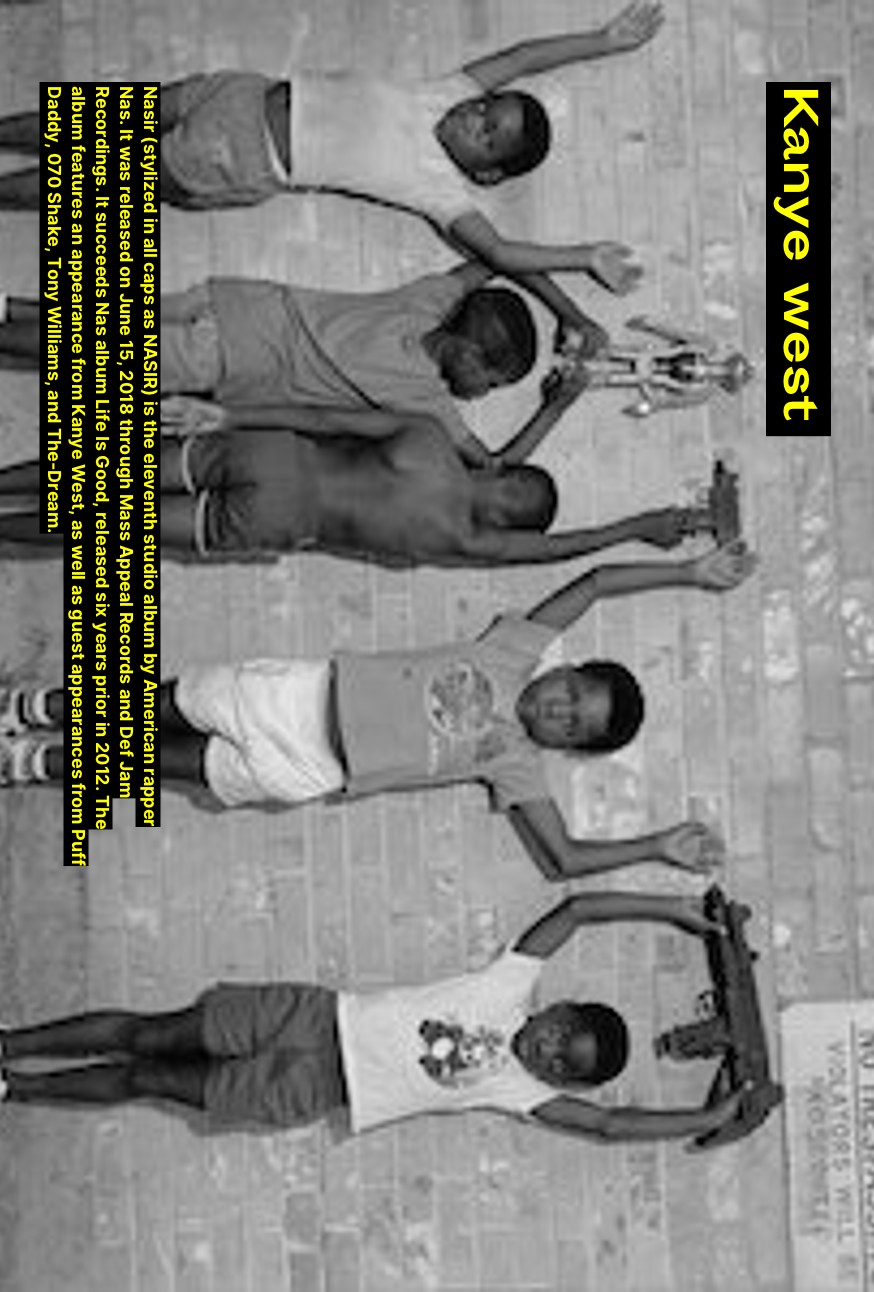 Kanye west
Nasir (stylized in all caps as NASIR) is the eleventh studio album by American rapper
Nas. It was released on June 15, 2018 through Mass Appeal Records and Def Jam
Recordings. It succeeds Nas album Life Is Good, released six years prior in 2012. The
album features an appearance from Kanye West, as well as guest appearances from Puff
Daddy, 070 Shake, Tony Williams, and The-Dream.
NO TRESPASSING
VIOLATORS WILL BE
PROSECUTED